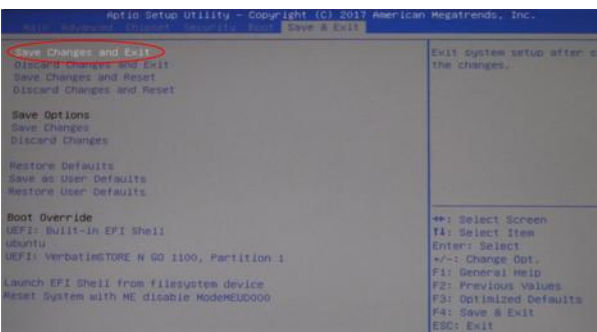 Aptio Setup Utility - Copyright (C) 2017 American Megatrends, Inc.
Main Advanced Chipset Security Boot Save & Exit
Save Changes and Exit
Discard Changes and Exit
Save Changes and Reset
Discard Changes and Reset
Save Options
Save Changes
Discard Changes
Restore Defaults
Save as User Defaults
Restore User Defaults
Boot Override
UEFI: Built-in EFI Shell
ubuntu
UEFI: VerbatimSTORE N GO 1100, Partition 1
Launch EFI Shell from filesystem device
Reset System with ME disable ModeMEUD000
Exit system setup after s
the changes.
→←: Select Screen
↑↓: Select Item
Enter: Select
+/-: Change Opt.
F1: General Help
F2: Previous Values
F3: Optimized Defaults
F4: Save & Exit
ESC: Exit